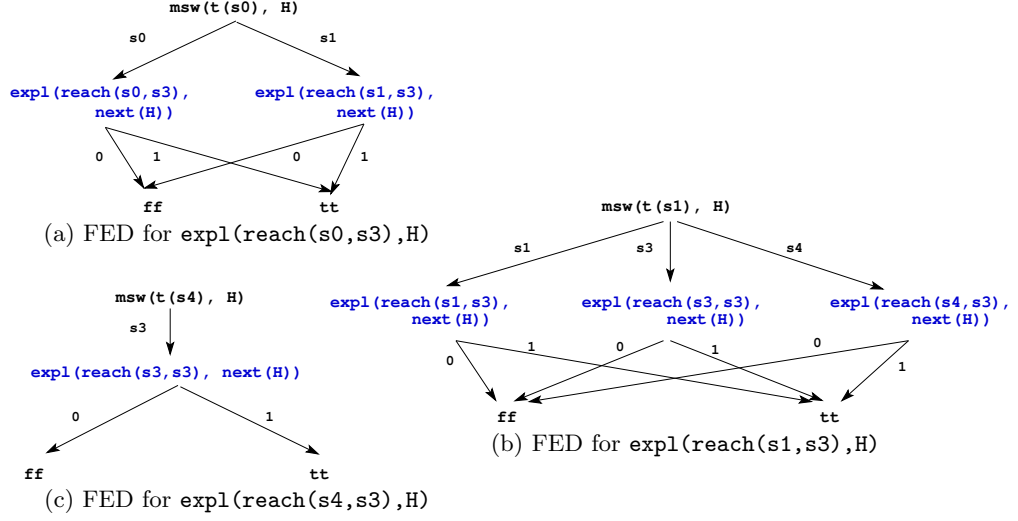 msw(t(s0), H)
s0 s1
expl(reach(s0,s3), expl(reach(s1,s3),
next(H)) next(H))
0 1 0 1
ff tt
(a) FED for expl(reach(s0,s3),H)
msw(t(s4), H)
s3
expl(reach(s3,s3), next(H))
0 1
ff tt
(c) FED for expl(reach(s4,s3),H)
msw(t(s1), H)
s1 s3 s4
expl(reach(s1,s3), expl(reach(s3,s3), expl(reach(s4,s3),
next(H)) next(H)) next(H))
0 1 0 1 0 1
ff tt
(b) FED for expl(reach(s1,s3),H)